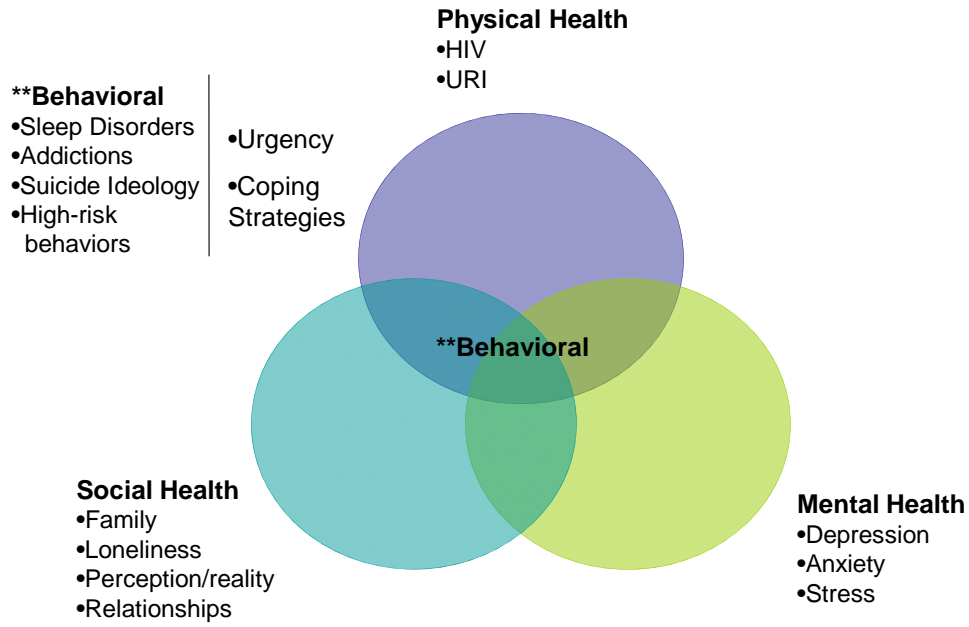 Physical Health
•HIV
•URI
**Behavioral
•Sleep Disorders
•Addictions
•Suicide Ideology
•High-risk
behaviors
•Urgency
•Coping
Strategies
**Behavioral
Social Health
•Family
•Loneliness
•Perception/reality
•Relationships
Mental Health
•Depression
•Anxiety
•Stress